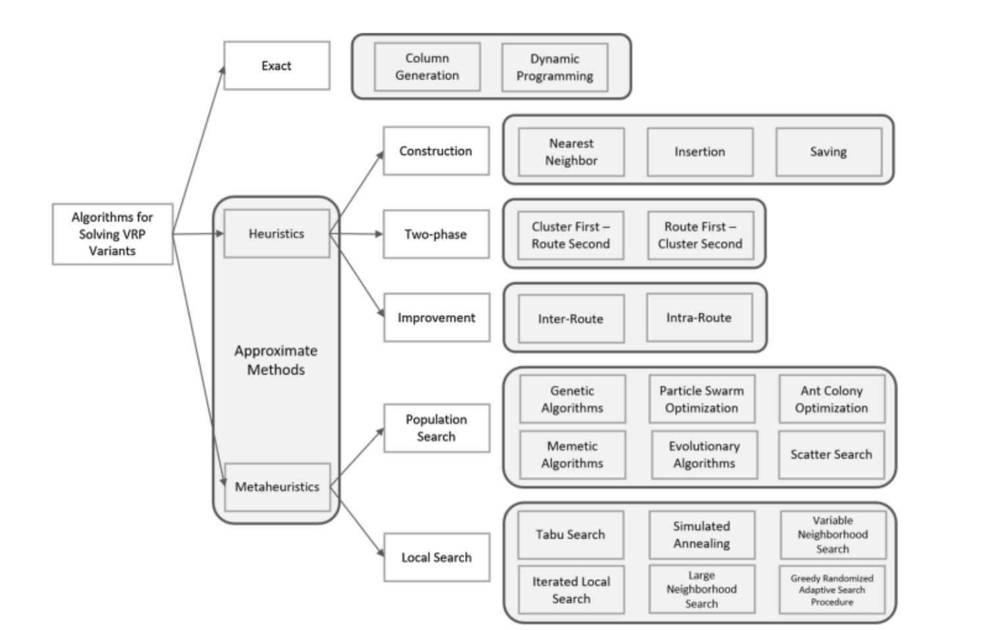 Exact
Column
Generation
Dynamic
Programming
Construction
Nearest
Neighbor
Insertion
Saving
Algorithms for
Solving VRP
Variants
Heuristics
Two-phase
Cluster First –
Route Second
Route First –
Cluster Second
Improvement
Inter-Route
Intra-Route
Approximate
Methods
Population
Search
Genetic
Algorithms
Particle Swarm
Optimization
Ant Colony
Optimization
Memetic
Algorithms
Evolutionary
Algorithms
Scatter Search
Metaheuristics
Local Search
Tabu Search
Simulated
Annealing
Variable
Neighborhood
Search
Iterated Local
Search
Large
Neighborhood
Search
Greedy Randomized
Adaptive Search
Procedure